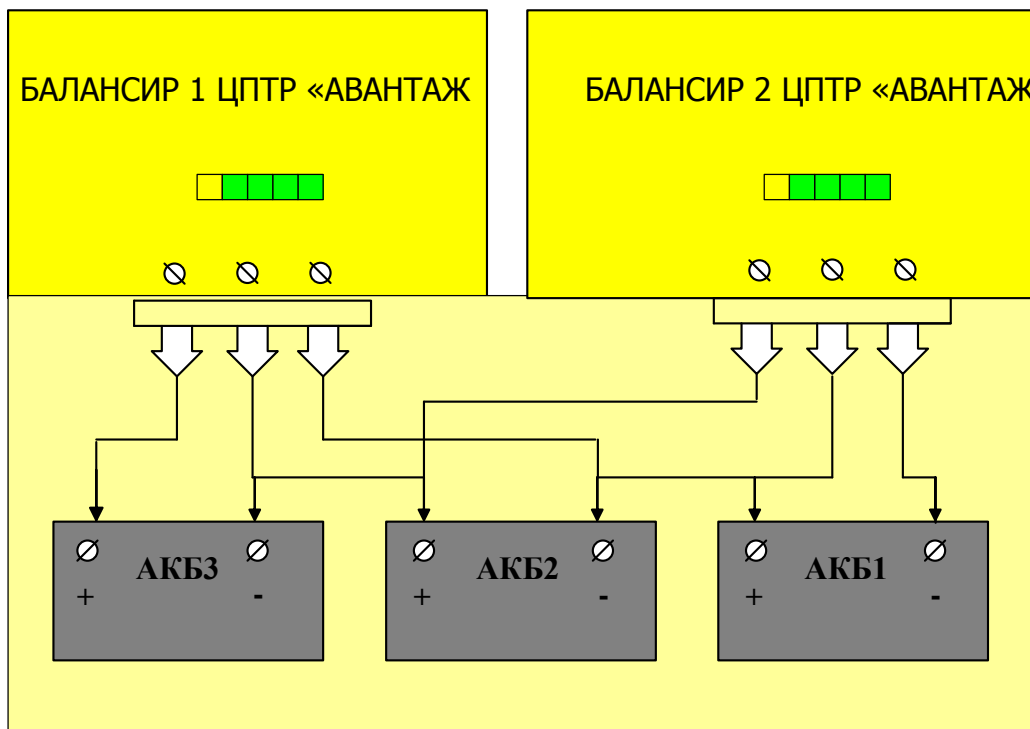 БАЛАНСИР 1 ЦПТР «АВАНТАЖ
БАЛАНСИР 2 ЦПТР «АВАНТАЖ
АКБ3
+ -
АКБ2
+ -
АКБ1
+ -